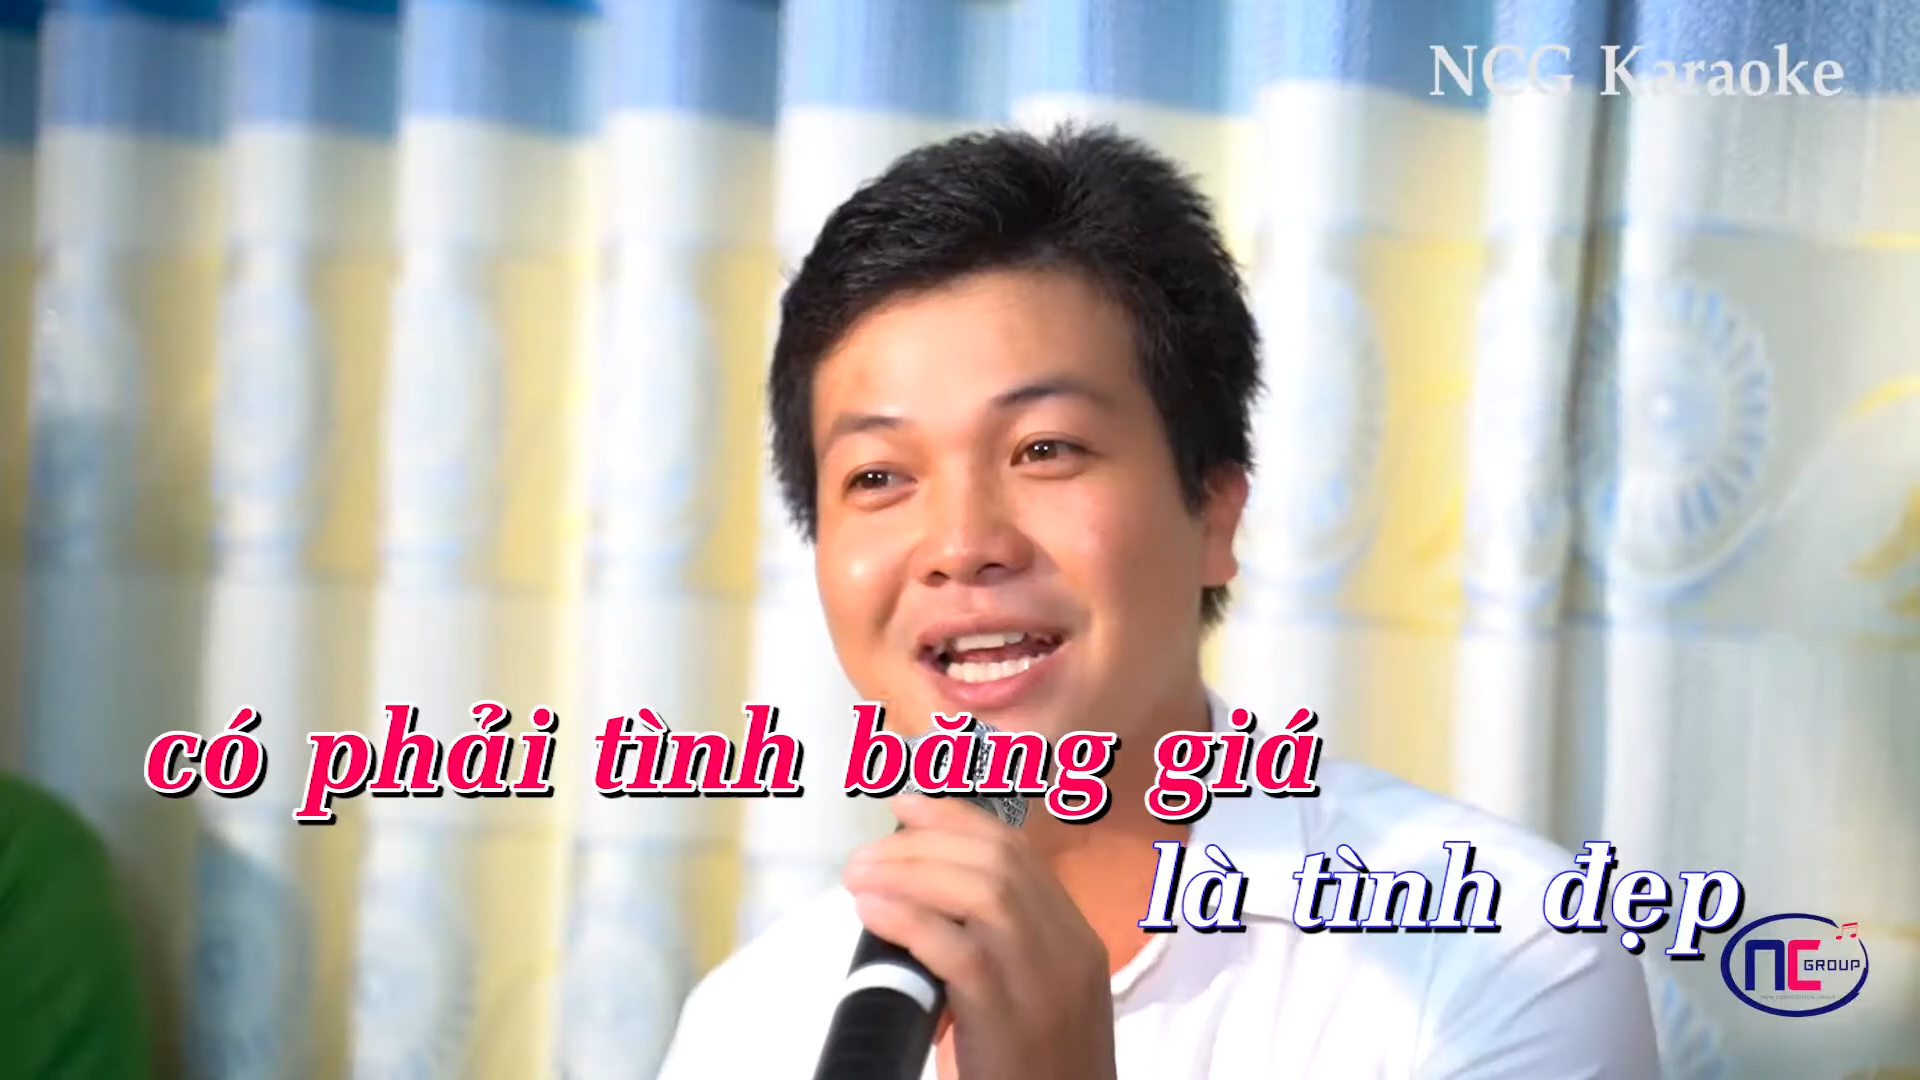 NCG Karaoke
có phải tình băng giá
là tình đẹp
NC GROUP